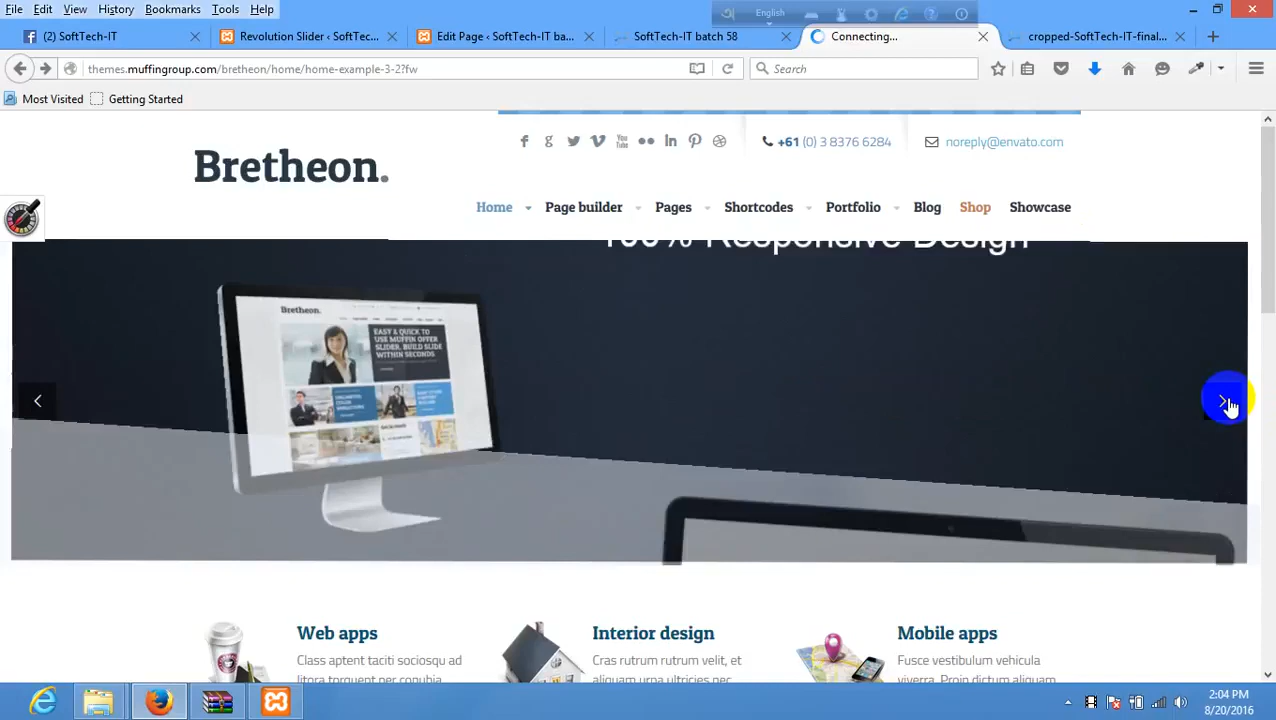 File Edit View History Bookmarks Tools Help
English
(2) SoftTech-IT
Revolution Slider ‹ SoftTec...
Edit Page ‹ SoftTech-IT ba...
SoftTech-IT batch 58
Connecting...
cropped-SoftTech-IT-final...
themes.muffingroup.com/bretheon/home/home-example-3-2?fw
Search
Most Visited Getting Started
+61 (0) 3 8376 6284
noreply@envato.com
Bretheon.
Home Page builder Pages Shortcodes Portfolio Blog Shop Showcase
100% Responsive Design
Bretheon.
EASY & QUICK TO
USE MUFFIN OFFER
SLIDER, BUILD SLIDE
WITHIN SECONDS
Web apps
Class aptent taciti sociosqu ad
litora torquent per conubia
Interior design
Cras rutrum rutrum velit, et
aliquam urna ultricies nec
Mobile apps
Fusce vestibulum vehicula
viverra. Proin dictum aliquam
2:04 PM
8/20/2016